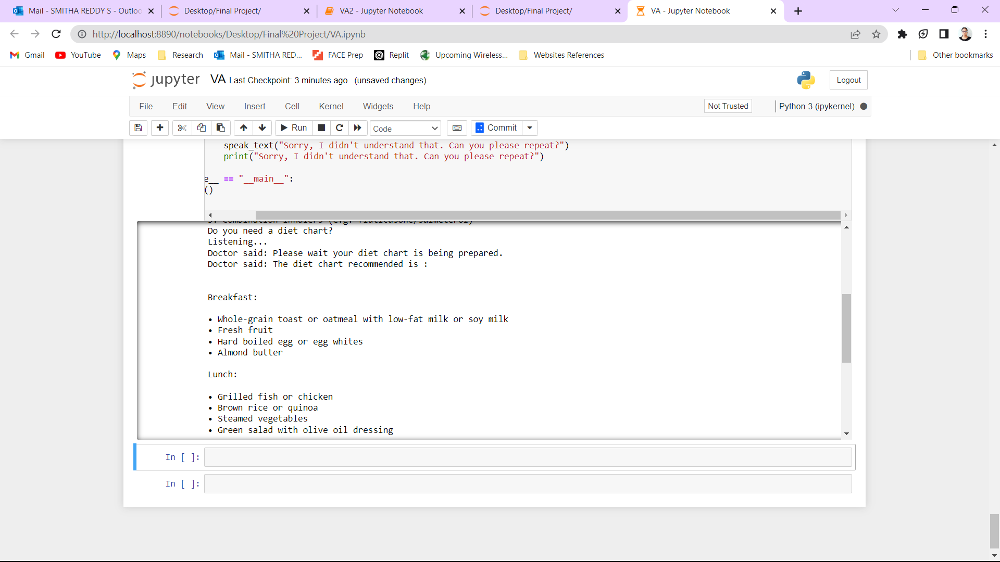 Mail - SMITHA REDDY S - Outloo
Desktop/Final Project/
VA2 - Jupyter Notebook
Desktop/Final Project/
VA - Jupyter Notebook
http://localhost:8890/notebooks/Desktop/Final%20Project/VA.ipynb
Gmail YouTube Maps Research Mail - SMITHA RED... FACE Prep Replit Upcoming Wireless... Websites References Other bookmarks
jupyter VA Last Checkpoint: 3 minutes ago (unsaved changes) Logout
File Edit View Insert Cell Kernel Widgets Help Not Trusted Python 3 (ipykernel)
Run Code Commit
speak_text("Sorry, I didn't understand that. Can you please repeat?")
print("Sorry, I didn't understand that. Can you please repeat?")
e__ == "__main__":
()
Do you need a diet chart?
Listening...
Doctor said: Please wait your diet chart is being prepared.
Doctor said: The diet chart recommended is :
Breakfast:
• Whole-grain toast or oatmeal with low-fat milk or soy milk
• Fresh fruit
• Hard boiled egg or egg whites
• Almond butter
Lunch:
• Grilled fish or chicken
• Brown rice or quinoa
• Steamed vegetables
• Green salad with olive oil dressing
In [ ]:
In [ ]: